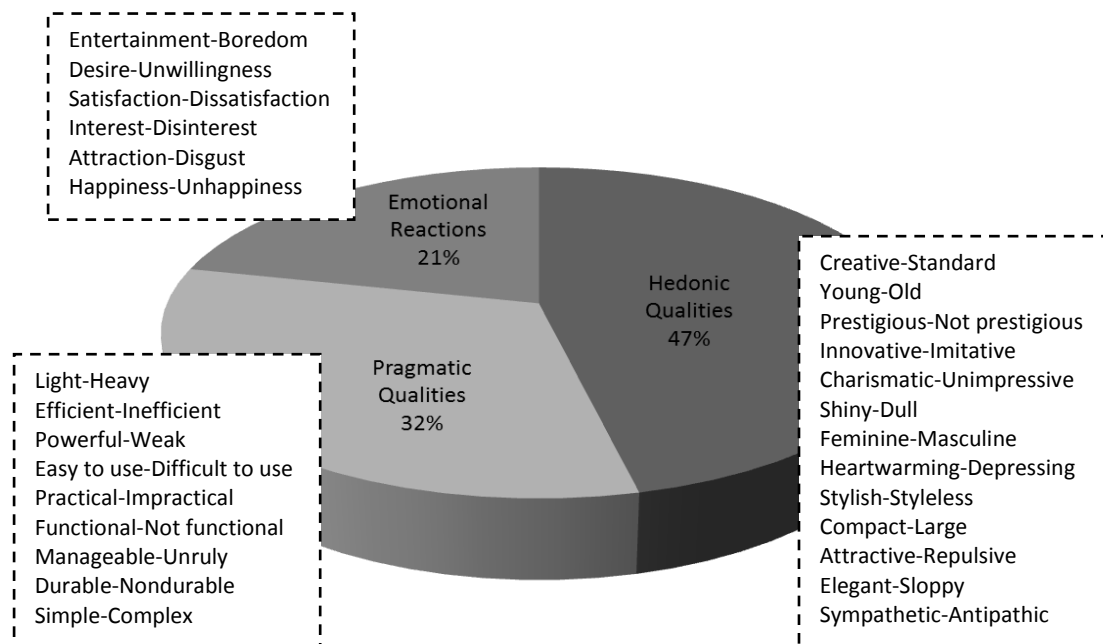 Entertainment-Boredom
Desire-Unwillingness
Satisfaction-Dissatisfaction
Interest-Disinterest
Attraction-Disgust
Happiness-Unhappiness
Emotional
Reactions
21%
Hedonic
Qualities
47%
Creative-Standard
Young-Old
Prestigious-Not prestigious
Innovative-Imitative
Charismatic-Unimpressive
Shiny-Dull
Feminine-Masculine
Heartwarming-Depressing
Stylish-Styleless
Compact-Large
Attractive-Repulsive
Elegant-Sloppy
Sympathetic-Antipathic
Pragmatic
Qualities
32%
Light-Heavy
Efficient-Inefficient
Powerful-Weak
Easy to use-Difficult to use
Practical-Impractical
Functional-Not functional
Manageable-Unruly
Durable-Nondurable
Simple-Complex